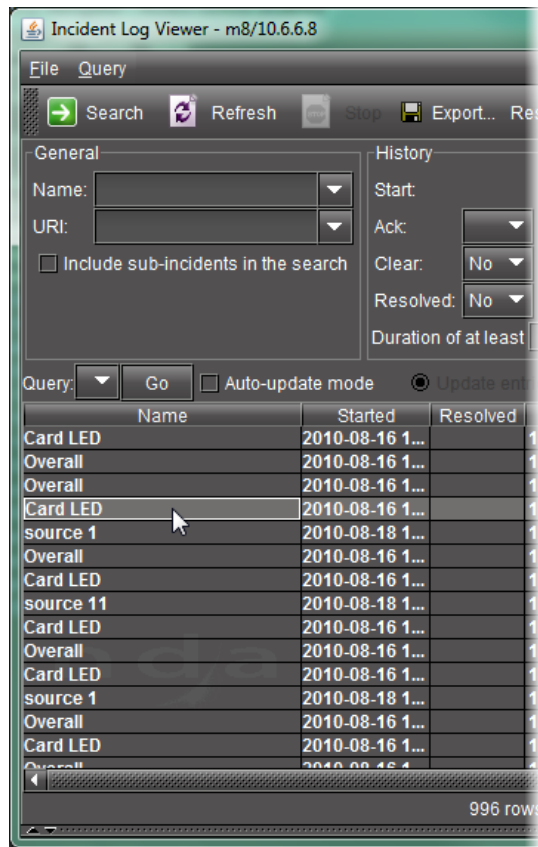 Incident Log Viewer - m8/10.6.6.8
File Query
Search Refresh Stop Export...
General History
Name: Start:
URI: Ack:
Include sub-incidents in the search Clear: No
Resolved: No
Duration of at least
Query: Go Auto-update mode Update
Name Started Resolved
Card LED 2010-08-16 1...
Overall 2010-08-16 1...
Overall 2010-08-16 1...
Card LED 2010-08-16 1...
source 1 2010-08-18 1...
Overall 2010-08-16 1...
Card LED 2010-08-16 1...
source 11 2010-08-18 1...
Card LED 2010-08-16 1...
Overall 2010-08-16 1...
Card LED 2010-08-16 1...
source 1 2010-08-18 1...
Overall 2010-08-16 1...
Card LED 2010-08-16 1...
Overall 2010-08-16 1...
996